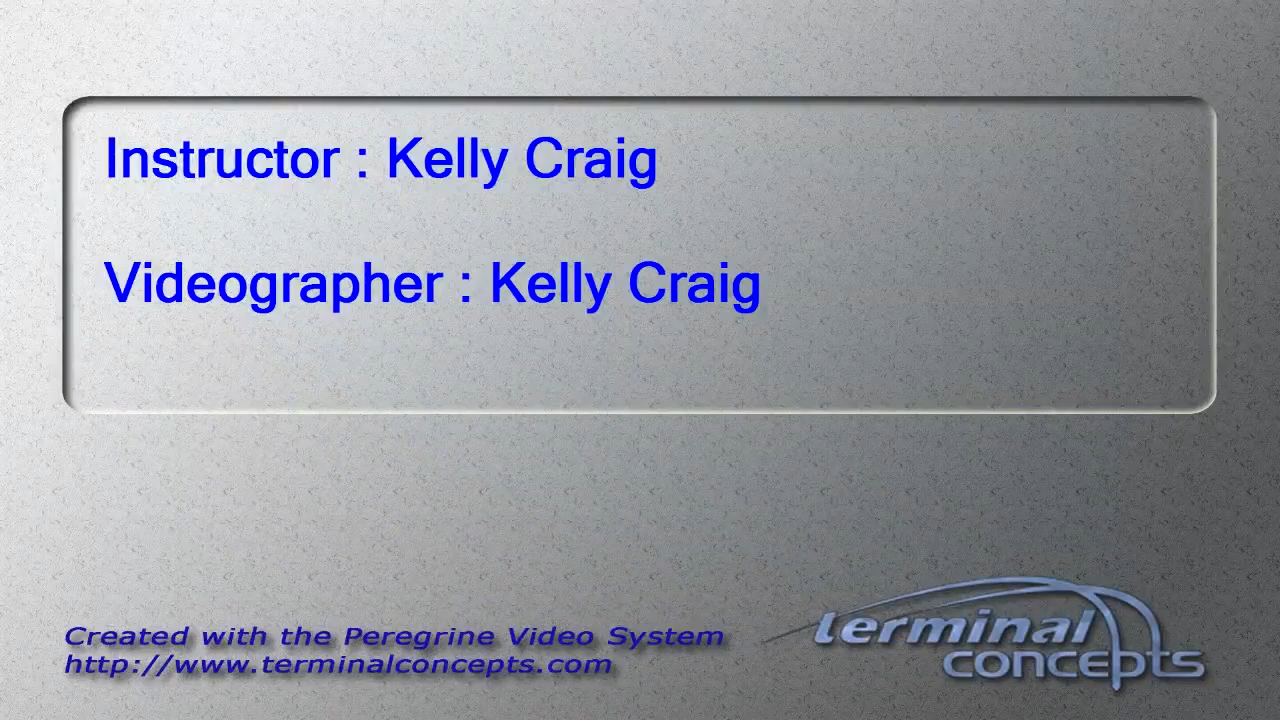 Instructor : Kelly Craig
Videographer : Kelly Craig
Created with the Peregrine Video System
http://www.terminalconcepts.com
terminal
concepts